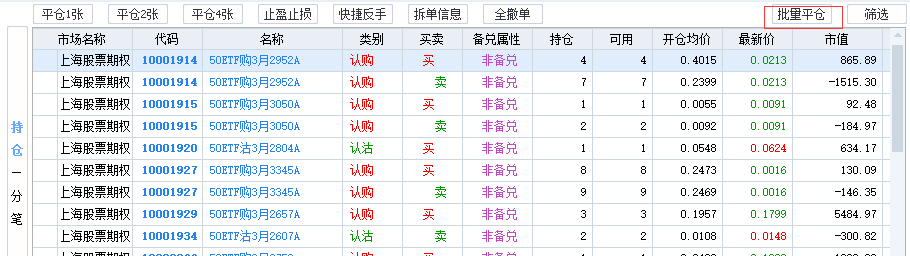 平仓1张 平仓2张 平仓4张 止盈止损 快捷反手 拆单信息 全撤单 批量平仓 筛选
市场名称 代码 名称 类别 买卖 备兑属性 持仓 可用 开仓均价 最新价 市值
上海股票期权 10001914 50ETF购3月2952A 认购 买 非备兑 4 4 0.4015 0.0213 865.89
上海股票期权 10001914 50ETF购3月2952A 认购 卖 非备兑 7 7 0.2399 0.0213 -1515.30
上海股票期权 10001915 50ETF购3月3050A 认购 买 非备兑 1 1 0.0055 0.0091 92.48
上海股票期权 10001915 50ETF购3月3050A 认购 卖 非备兑 2 2 0.0092 0.0091 -184.97
上海股票期权 10001920 50ETF沽3月2804A 认沽 买 非备兑 1 1 0.0548 0.0624 634.17
上海股票期权 10001927 50ETF购3月3345A 认购 买 非备兑 8 8 0.2473 0.0016 130.09
上海股票期权 10001927 50ETF购3月3345A 认购 卖 非备兑 9 9 0.2469 0.0016 -146.35
上海股票期权 10001929 50ETF购3月2657A 认购 买 非备兑 3 3 0.1957 0.1799 5484.97
上海股票期权 10001934 50ETF沽3月2607A 认沽 卖 非备兑 2 2 0.0108 0.0148 -300.82
持仓
分笔